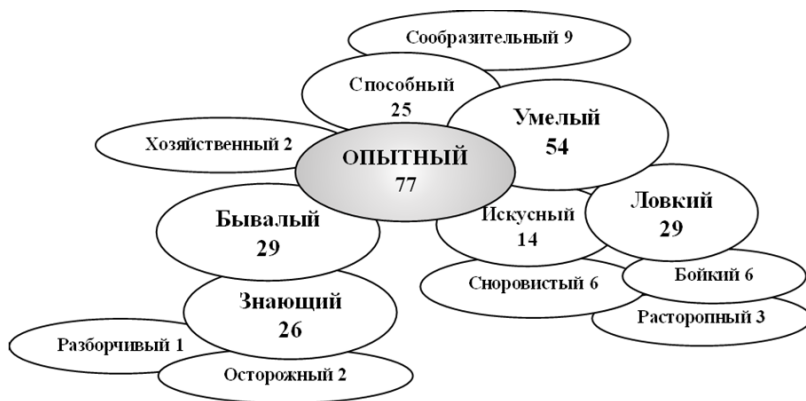 Сообразительный 9
Способный
25
Умелый
54
Хозяйственный 2
ОПЫТНЫЙ
77
Бывалый
29
Искусный
14
Ловкий
29
Сноровистый 6
Бойкий 6
Знающий
26
Расторопный 3
Разборчивый 1
Осторожный 2